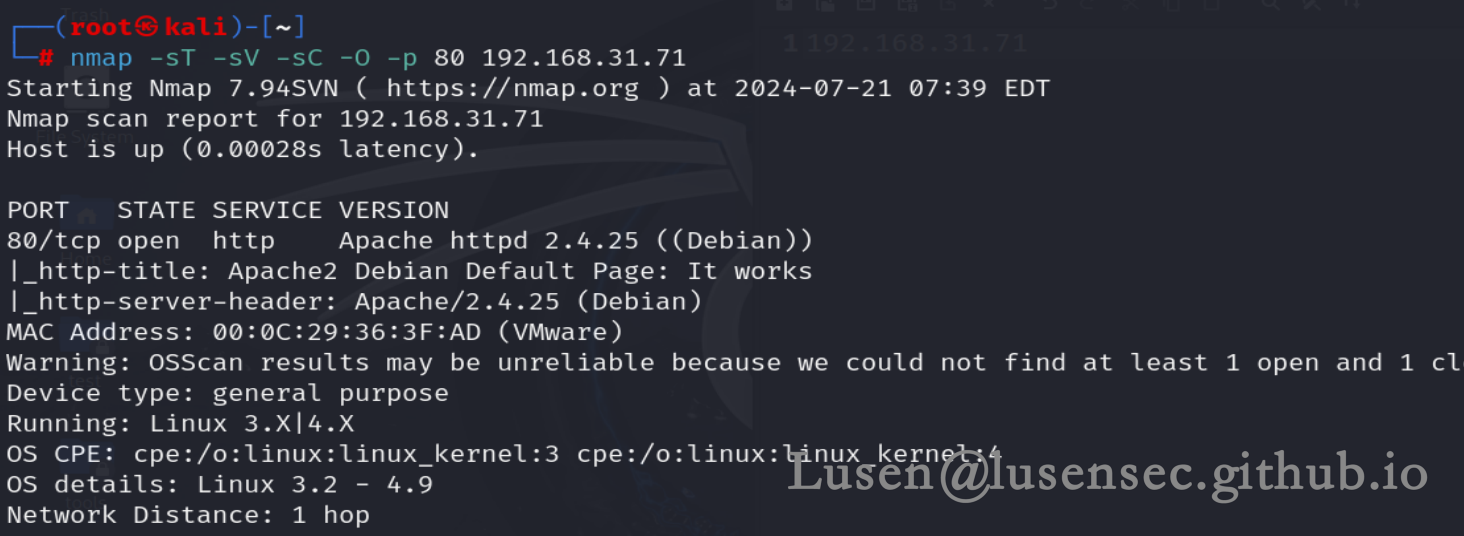 Trash
┌──(root㉿kali)-[~]
└─# nmap -sT -sV -sC -O -p 80 192.168.31.71
1 192.168.31.71
Starting Nmap 7.94SVN ( https://nmap.org ) at 2024-07-21 07:39 EDT
Nmap scan report for 192.168.31.71
File System
Host is up (0.00028s latency).
PORT   STATE SERVICE VERSION
80/tcp open  http    Apache httpd 2.4.25 ((Debian))
Home
|_http-title: Apache2 Debian Default Page: It works
|_http-server-header: Apache/2.4.25 (Debian)
MAC Address: 00:0C:29:36:3F:AD (VMware)
Warning: OSScan results may be unreliable because we could not find at least 1 open and 1 cl
Device type: general purpose
Running: Linux 3.X|4.X
OS CPE: cpe:/o:linux:linux_kernel:3 cpe:/o:linux:linux_kernel:4
OS details: Linux 3.2 - 4.9
Lusen@lusensec.github.io
tools
Network Distance: 1 hop